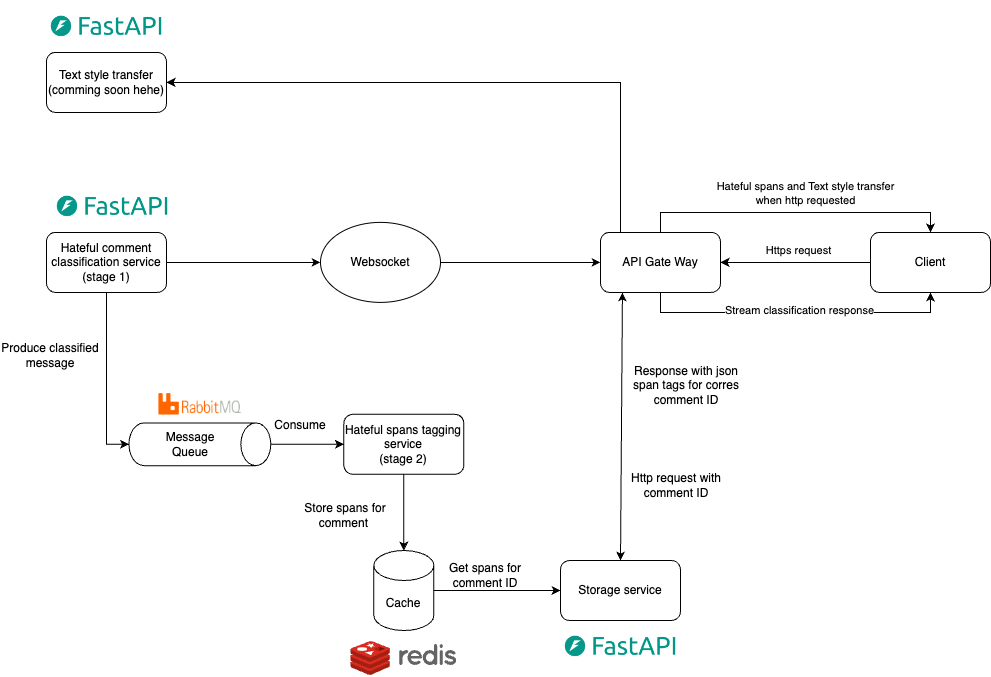 FastAPI
Text style transfer
(comming soon hehe)
FastAPI
Hateful comment
classification service
(stage 1)
Websocket
API Gate Way
Hateful spans and Text style transfer
when http requested
Https request
Client
Stream classification response
Produce classified
message
RabbitMQ
Message
Queue
Consume
Hateful spans tagging
service
(stage 2)
Response with json
span tags for corres
comment ID
Http request with
comment ID
Store spans for
comment
Cache
redis
Get spans for
comment ID
Storage service
FastAPI